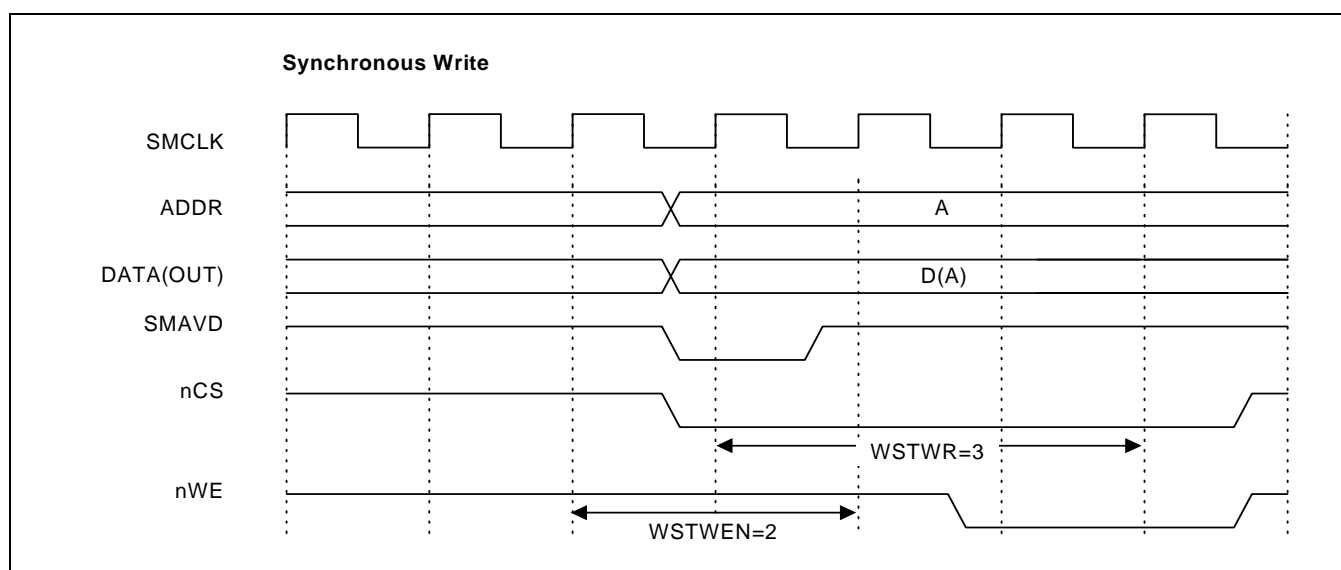 Synchronous Write
SMCLK
ADDR
A
DATA(OUT)
D(A)
SMAVD
nCS
WSTWR=3
nWE
WSTWEN=2